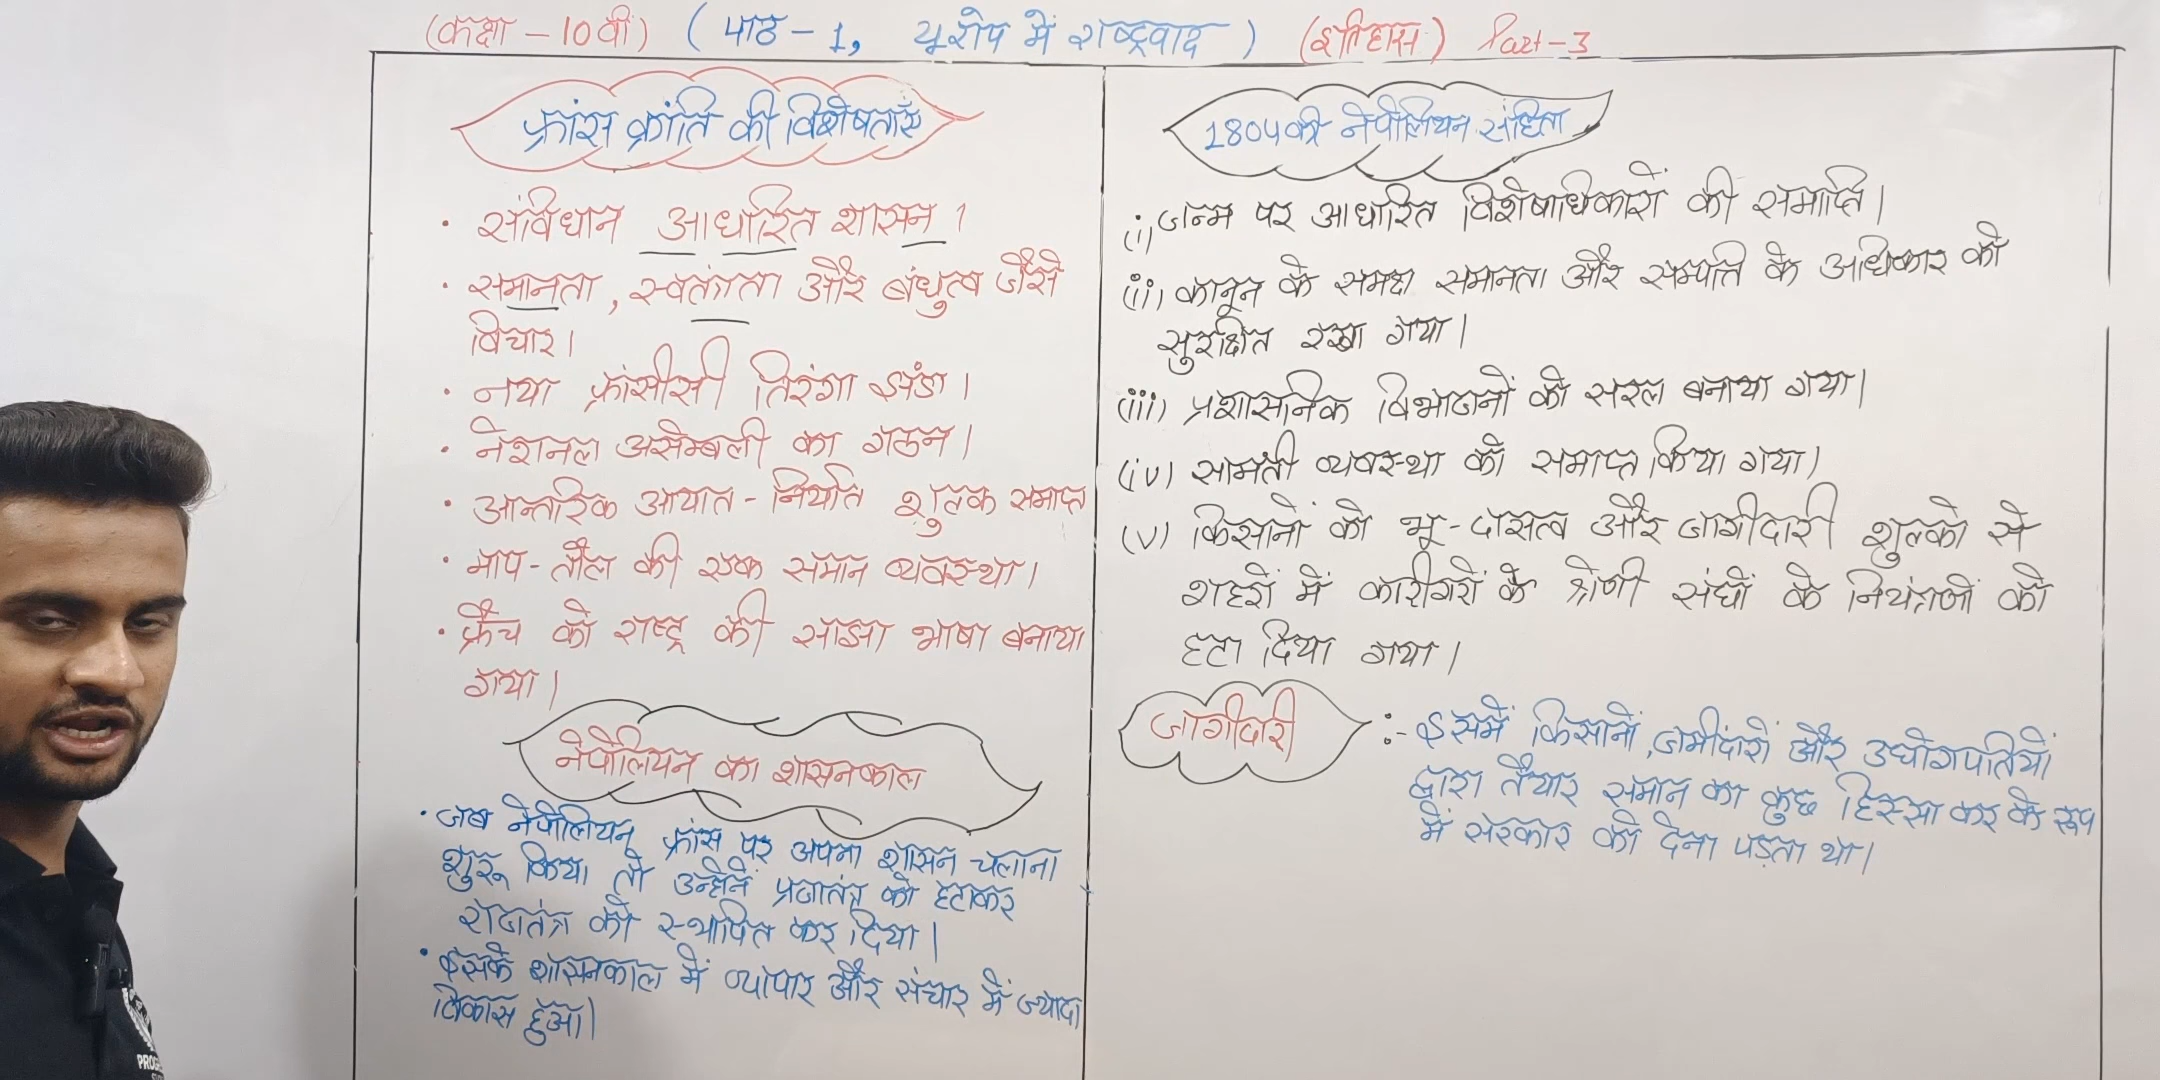 (कक्षा - 10वी) ( पाठ - 1, यूरोप में राष्ट्रवाद ) (इतिहास) Part-3
फ्रांस क्रांति की विशेषताएँ
• संविधान आधारित शासन ।
• समानता, स्वतंत्रता और बंधुत्व जैसे
विचार।
• नया फ्रांसीसी तिरंगा झंडा।
• नेशनल असेम्बली का गठन।
• आन्तरिक आयात - निर्यात शुल्क समाप्त
• माप - तौल की एक समान व्यवस्था।
• फ्रेंच को राष्ट्र की साझा भाषा बनाया
गया।
नेपोलियन का शासनकाल
• जब नेपोलियन फ्रांस पर अपना शासन चलाना
शुरू किया तो उन्होनें प्रजातंत्र को हटाकर
राजतंत्र को स्थापित कर दिया।
• इसके शासनकाल में व्यापार और संचार में ज्यादा
विकास हुआ।
1804 की नेपोलियन संहिता
(i) जन्म पर आधारित विशेषाधिकारों की समाप्ति।
(ii) कानून के समक्ष समानता और सम्पति के अधिकार को
सुरक्षित रखा गया।
(iii) प्रशासनिक विभाजनों को सरल बनाया गया।
(iv) सामंती व्यवस्था को समाप्त किया गया।
(v) किसानों को भू - दासत्व और जागीदारी शुल्को से
शहरों में कारीगरों के श्रेणी संघों के नियंत्रणों को
हटा दिया गया।
जागीदारी :- इसमें किसानों, जमींदारों और उद्योगपतियों
द्वारा तैयार समान का कुछ हिस्सा कर के रूप
में सरकार को देना पड़ता था।